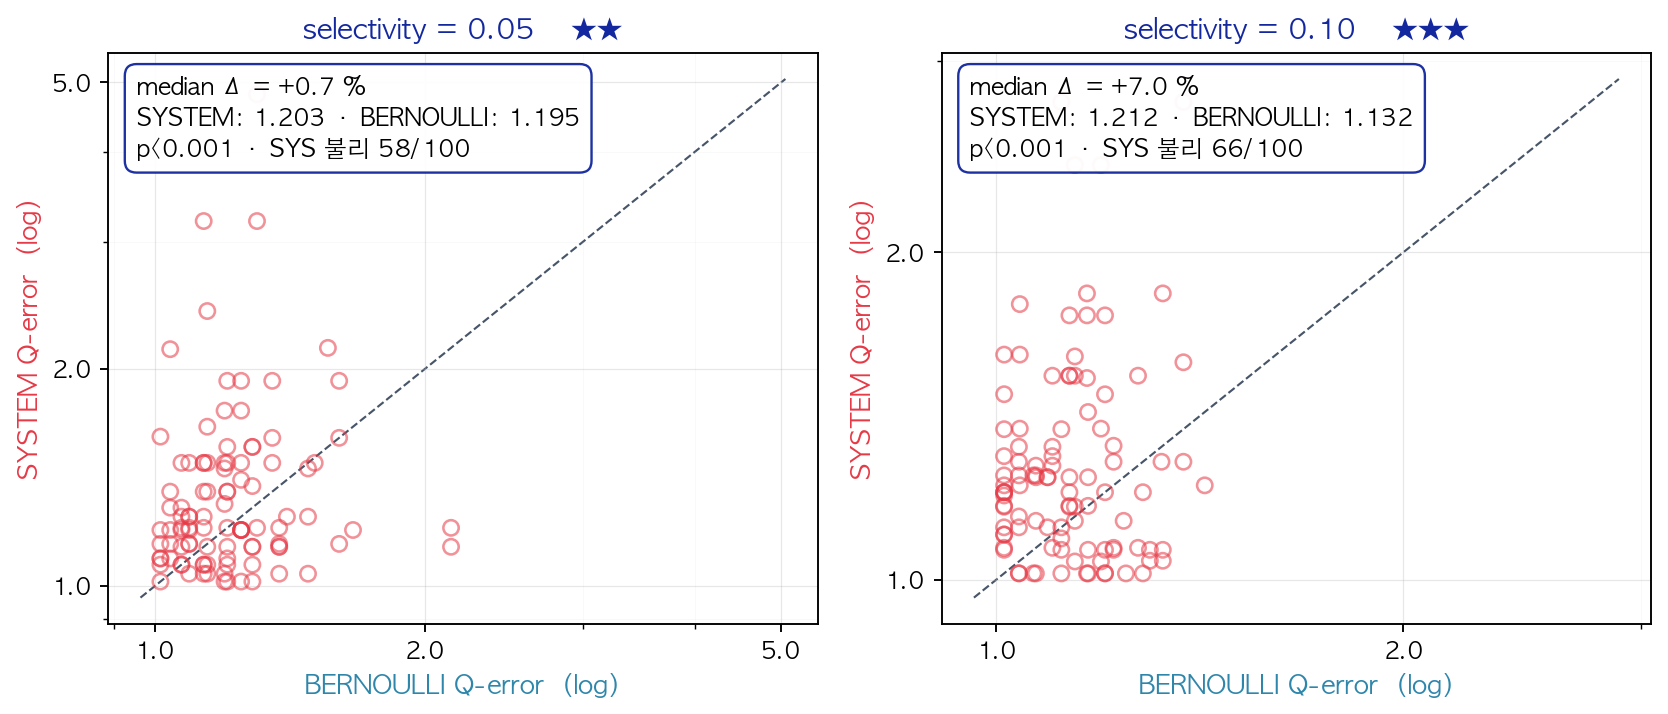 selectivity = 0.05 ★★
5.0
2.0
1.0
median Δ = +0.7 %
SYSTEM: 1.203 · BERNOULLI: 1.195
p<0.001 · SYS 불리 58/100
SYSTEM Q-error (log)
1.0
2.0
5.0
BERNOULLI Q-error (log)
selectivity = 0.10 ★★★
2.0
1.0
median Δ = +7.0 %
SYSTEM: 1.212 · BERNOULLI: 1.132
p<0.001 · SYS 불리 66/100
SYSTEM Q-error (log)
1.0
2.0
BERNOULLI Q-error (log)